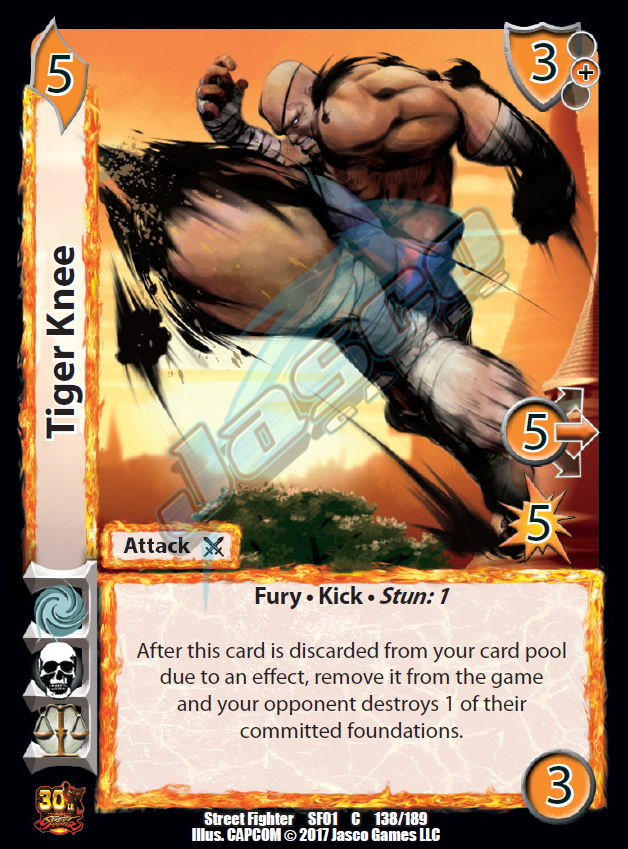 5
3
+
Tiger Knee
Jasco
5
5
Attack
Fury • Kick • Stun: 1
After this card is discarded from your card pool
due to an effect, remove it from the game
and your opponent destroys 1 of their
committed foundations.
3
30th
Street Fighter SF01 C 138/189
Illus. CAPCOM © 2017 Jasco Games LLC